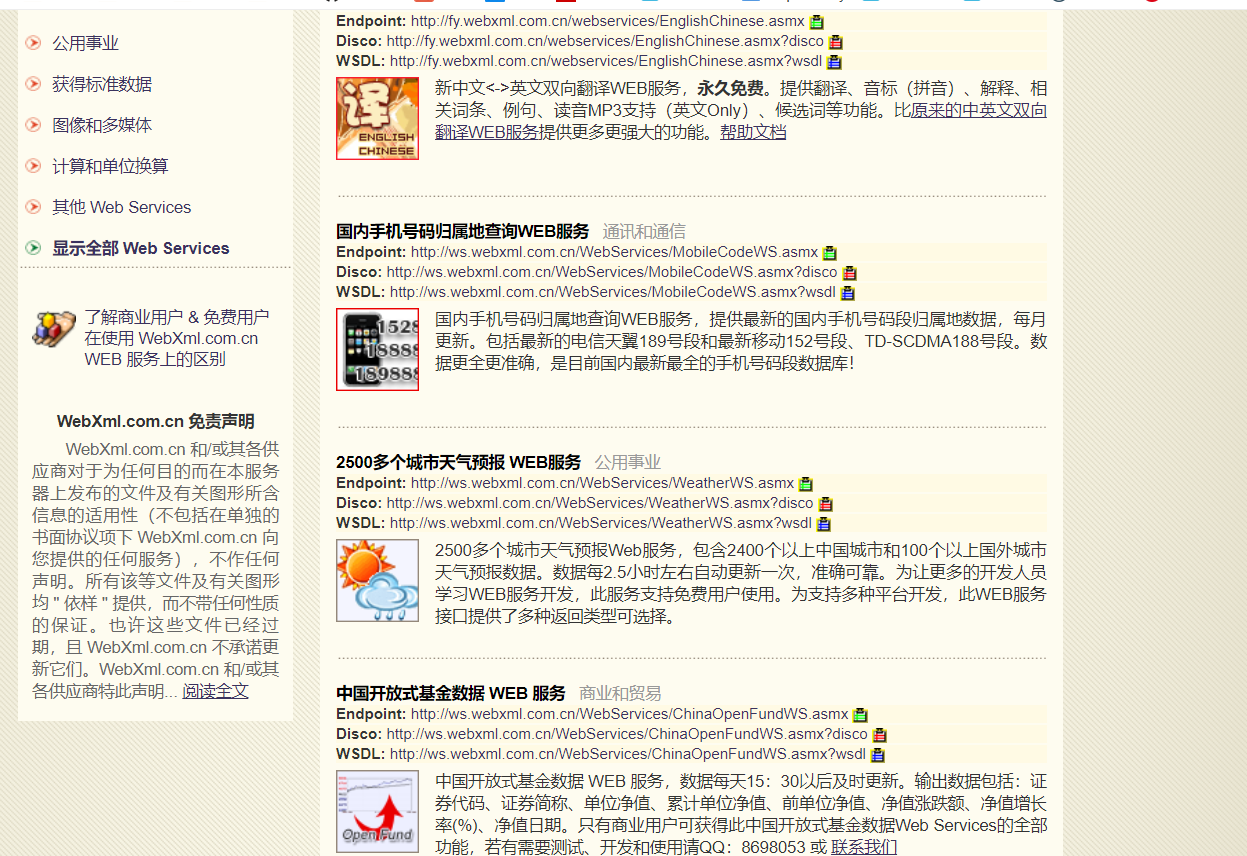 公用事业
获得标准数据
图像和多媒体
计算和单位换算
其他 Web Services
显示全部 Web Services
了解商业用户 & 免费用户
在使用 WebXml.com.cn
WEB 服务上的区别
WebXml.com.cn 免责声明
WebXml.com.cn 和/或其各供
应商对于为任何目的而在本服务
器上发布的文件及有关图形所含
信息的适用性（不包括在单独的
书面协议项下 WebXml.com.cn 向
您提供的任何服务），不作任何
声明。所有该等文件及有关图形
均 " 依样 " 提供，而不带任何性质
的保证。也许这些文件已经过
期，且 WebXml.com.cn 不承诺更
新它们。WebXml.com.cn 和/或其
各供应商特此声明... 阅读全文
Endpoint: http://fy.webxml.com.cn/webservices/EnglishChinese.asmx
Disco: http://fy.webxml.com.cn/webservices/EnglishChinese.asmx?disco
WSDL: http://fy.webxml.com.cn/webservices/EnglishChinese.asmx?wsdl
译
ENGLISH
CHINESE
新中文<->英文双向翻译WEB服务，永久免费。提供翻译、音标（拼音）、解释、相
关词条、例句、读音MP3支持（英文Only）、候选词等功能。比原来的中英文双向
翻译WEB服务提供更多更强大的功能。帮助文档
国内手机号码归属地查询WEB服务 通讯和通信
Endpoint: http://ws.webxml.com.cn/WebServices/MobileCodeWS.asmx
Disco: http://ws.webxml.com.cn/WebServices/MobileCodeWS.asmx?disco
WSDL: http://ws.webxml.com.cn/WebServices/MobileCodeWS.asmx?wsdl
1528
18888
189888
国内手机号码归属地查询WEB服务，提供最新的国内手机号码段归属地数据，每月
更新。包括最新的电信天翼189号段和最新移动152号段、TD-SCDMA188号段。数
据更全更准确，是目前国内最新最全的手机号码段数据库！
2500多个城市天气预报 WEB服务 公用事业
Endpoint: http://ws.webxml.com.cn/WebServices/WeatherWS.asmx
Disco: http://ws.webxml.com.cn/WebServices/WeatherWS.asmx?disco
WSDL: http://ws.webxml.com.cn/WebServices/WeatherWS.asmx?wsdl
2500多个城市天气预报Web服务，包含2400个以上中国城市和100个以上国外城市
天气预报数据。数据每2.5小时左右自动更新一次，准确可靠。为让更多的开发人员
学习WEB服务开发，此服务支持免费用户使用。为支持多种平台开发，此WEB服务
接口提供了多种返回类型可选择。
中国开放式基金数据 WEB 服务 商业和贸易
Endpoint: http://ws.webxml.com.cn/WebServices/ChinaOpenFundWS.asmx
Disco: http://ws.webxml.com.cn/WebServices/ChinaOpenFundWS.asmx?disco
WSDL: http://ws.webxml.com.cn/WebServices/ChinaOpenFundWS.asmx?wsdl
OpenFund
中国开放式基金数据 WEB 服务，数据每天15：30以后及时更新。输出数据包括：证
券代码、证券简称、单位净值、累计单位净值、前单位净值、净值涨跌额、净值增长
率(%)、净值日期。只有商业用户可获得此中国开放式基金数据Web Services的全部
功能，若有需要测试、开发和使用请QQ：8698053 或 联系我们